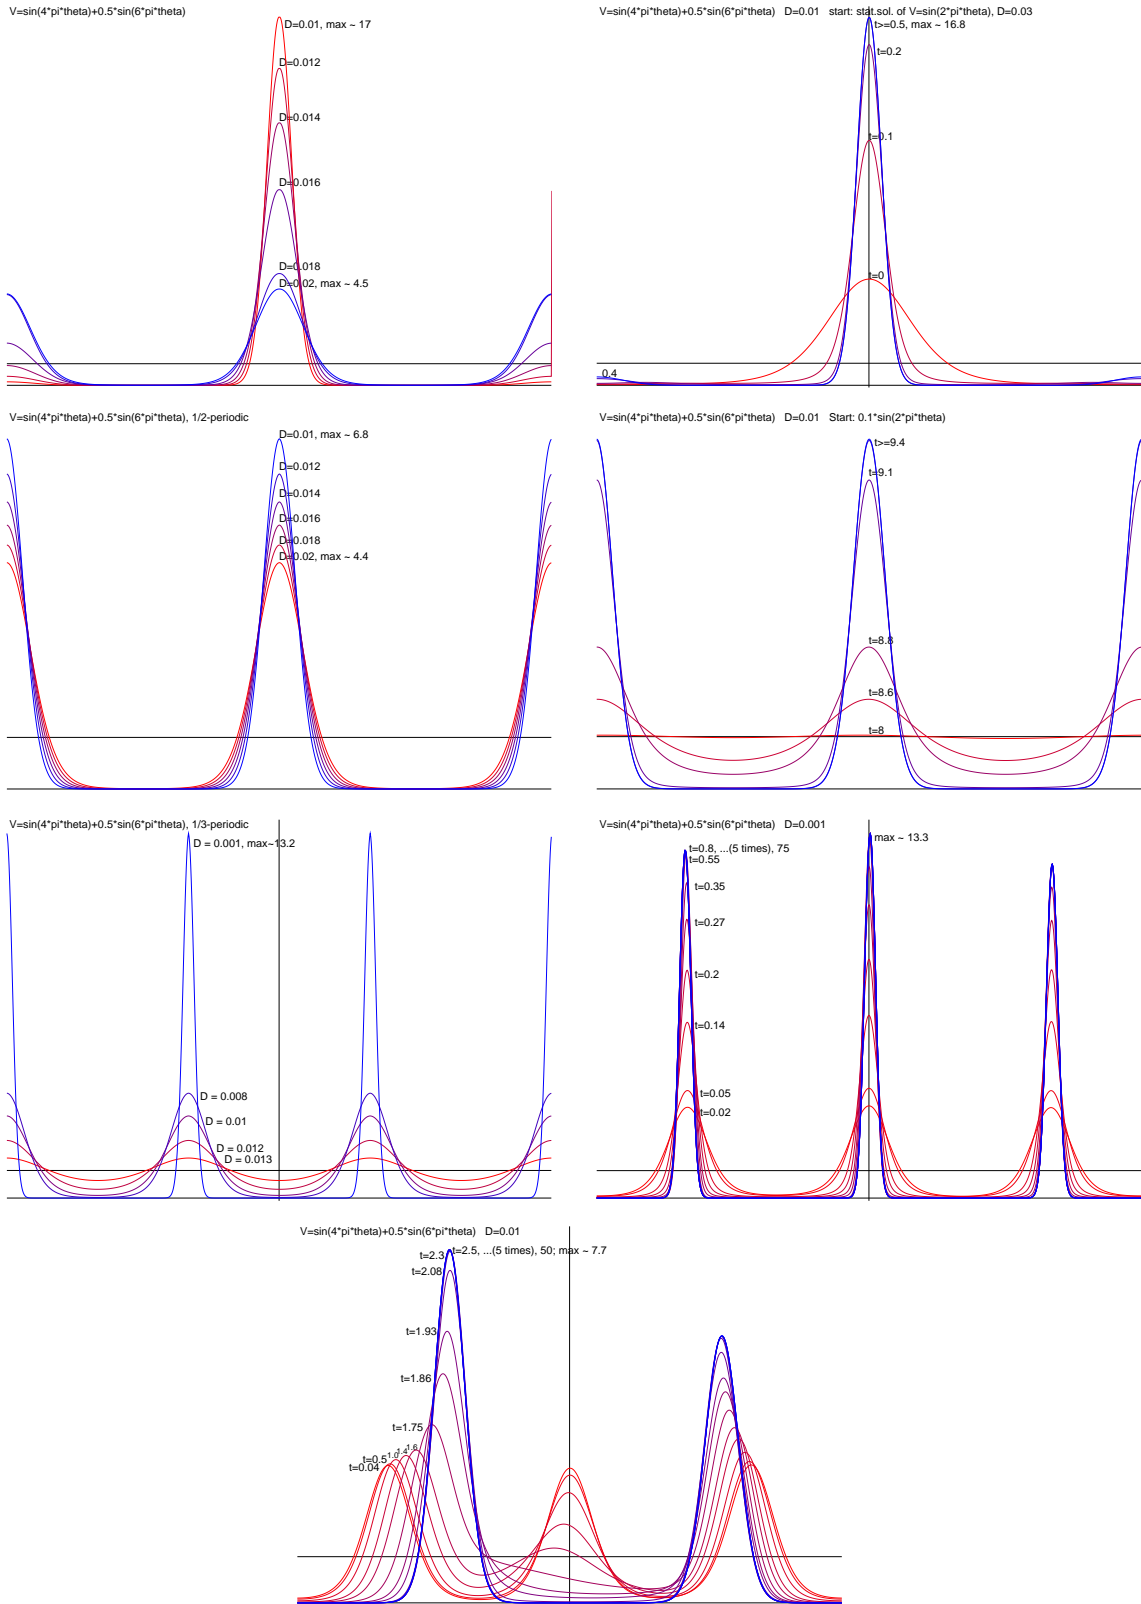 V=sin(4*pi*theta)+0.5*sin(6*pi*theta)
D=0.01, max ~ 17
D=0.012
D=0.014
D=0.016
D=0.018
D=0.02, max ~ 4.5
V=sin(4*pi*theta)+0.5*sin(6*pi*theta) D=0.01 start: stat.sol. of V=sin(2*pi*theta), D=0.03
t>=0.5, max ~ 16.8
t=0.2
t=0.1
t=0
0.4
V=sin(4*pi*theta)+0.5*sin(6*pi*theta), 1/2-periodic
D=0.01, max ~ 6.8
D=0.012
D=0.014
D=0.016
D=0.018
D=0.02, max ~ 4.4
V=sin(4*pi*theta)+0.5*sin(6*pi*theta) D=0.01 Start: 0.1*sin(2*pi*theta)
t>=9.4
t=9.1
t=8.8
t=8.6
t=8
V=sin(4*pi*theta)+0.5*sin(6*pi*theta), 1/3-periodic
D = 0.001, max~13.2
D = 0.008
D = 0.01
D = 0.012
D = 0.013
V=sin(4*pi*theta)+0.5*sin(6*pi*theta) D=0.001
max ~ 13.3
t=0.8, ...(5 times), 75
t=0.55
t=0.35
t=0.27
t=0.2
t=0.14
t=0.05
t=0.02
V=sin(4*pi*theta)+0.5*sin(6*pi*theta) D=0.01
t=2.5, ...(5 times), 50; max ~ 7.7
t=2.3
t=2.08
t=1.93
t=1.86
t=1.75
t=0.5 1.0 1.4 1.6
t=0.04